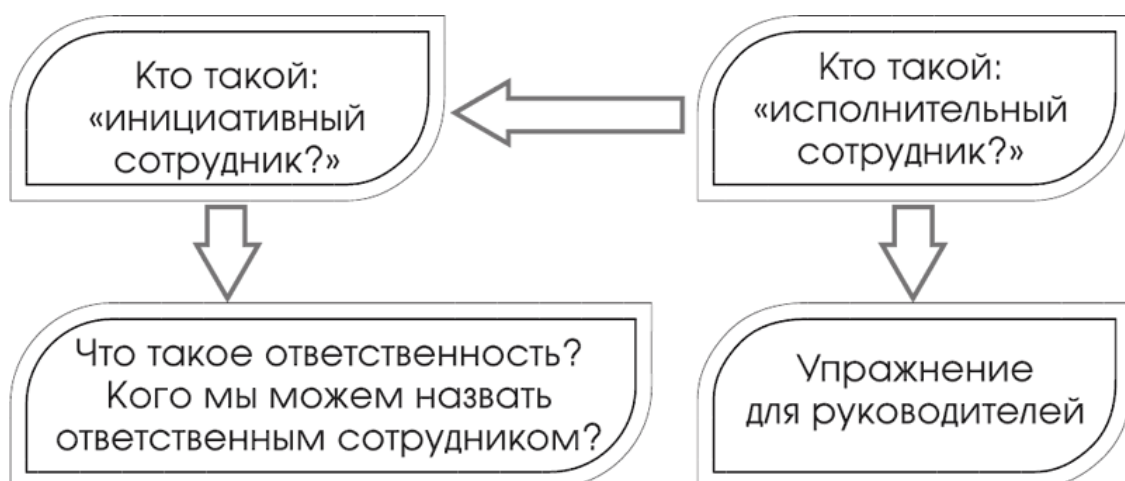 Кто такой:
«инициативный
сотрудник?»
Кто такой:
«исполнительный
сотрудник?»
Что такое ответственность?
Кого мы можем назвать
ответственным сотрудником?
Упражнение
для руководителей